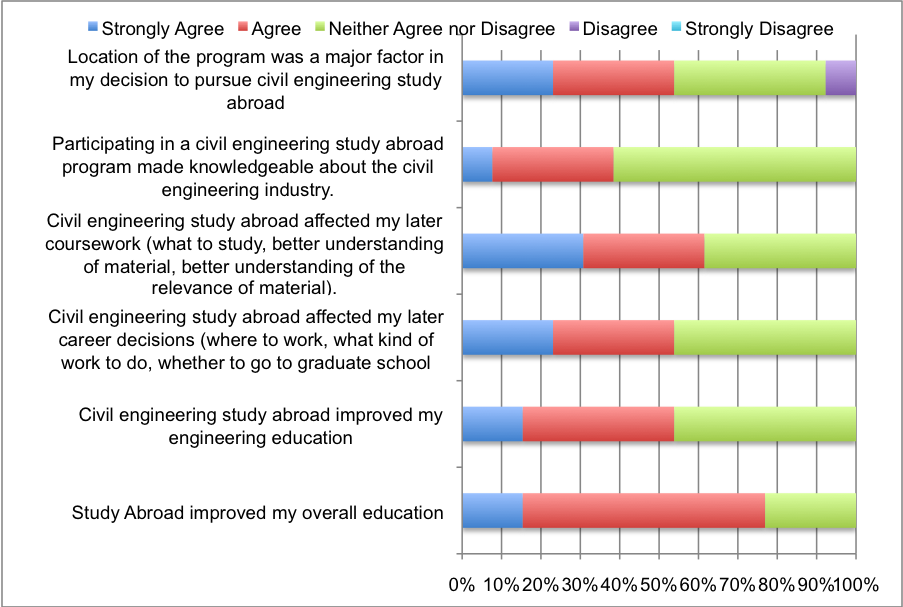 Strongly Agree Agree Neither Agree nor Disagree Disagree Strongly Disagree
Location of the program was a major factor in
my decision to pursue civil engineering study
abroad
Participating in a civil engineering study abroad
program made knowledgeable about the civil
engineering industry.
Civil engineering study abroad affected my later
coursework (what to study, better understanding
of material, better understanding of the
relevance of material).
Civil engineering study abroad affected my later
career decisions (where to work, what kind of
work to do, whether to go to graduate school
Civil engineering study abroad improved my
engineering education
Study Abroad improved my overall education
0% 10% 20% 30% 40% 50% 60% 70% 80% 90% 100%